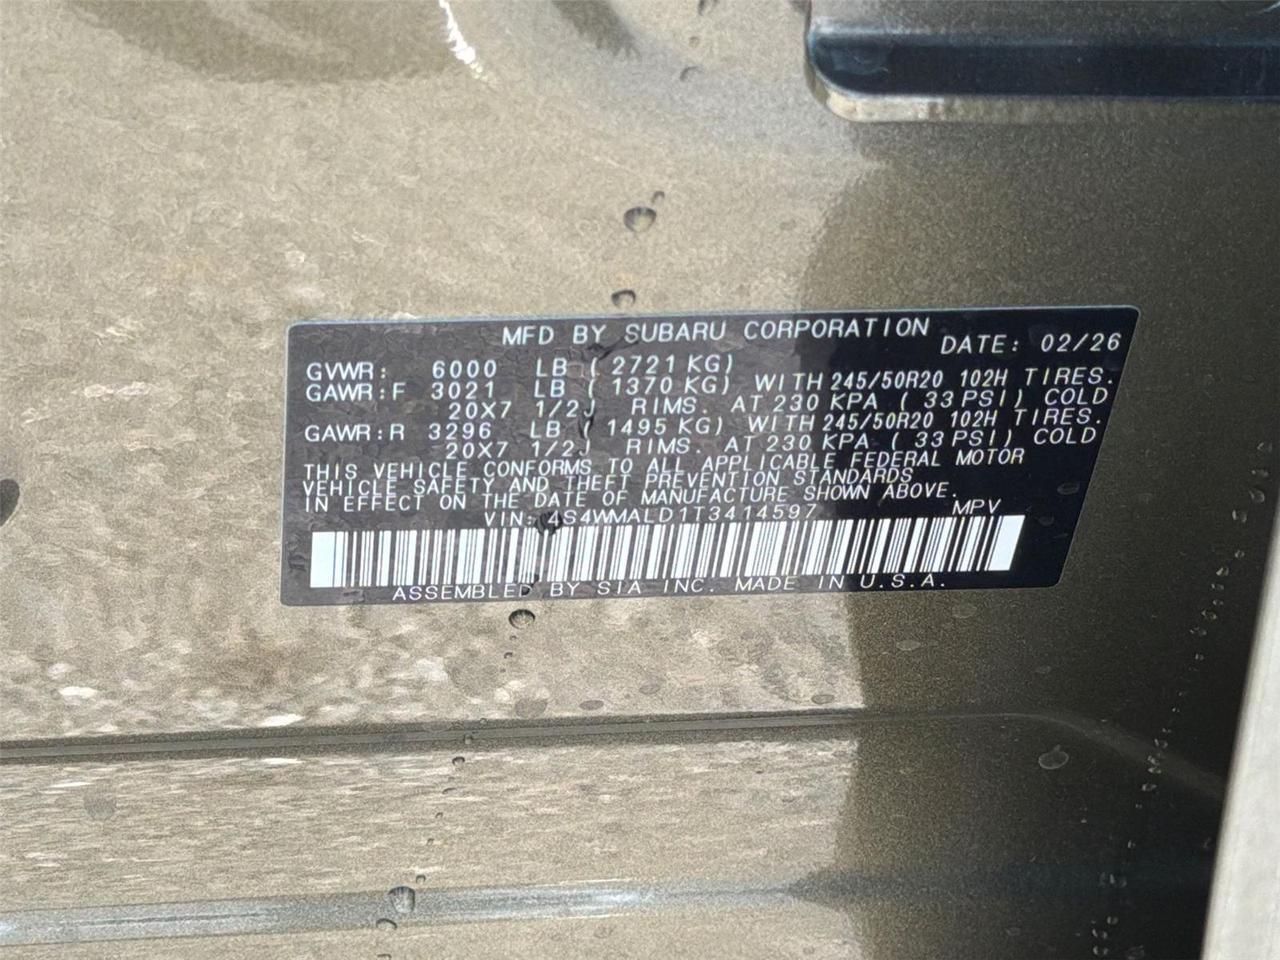 MFD BY SUBARU CORPORATION
DATE: 02/26
GVWR: 6000 LB ( 2721 KG)
GAWR:F 3021 LB ( 1370 KG) WITH 245/50R20 102H TIRES.
20X7 1/2J RIMS. AT 230 KPA ( 33 PSI) COLD
GAWR:R 3296 LB ( 1495 KG) WITH 245/50R20 102H TIRES.
20X7 1/2J RIMS. AT 230 KPA ( 33 PSI) COLD
THIS VEHICLE CONFORMS TO ALL APPLICABLE FEDERAL MOTOR
VEHICLE SAFETY AND THEFT PREVENTION STANDARDS
IN EFFECT ON THE DATE OF MANUFACTURE SHOWN ABOVE.
VIN: 4S4WMALD1T3414597 MPV
ASSEMBLED BY SIA INC. MADE IN U.S.A.